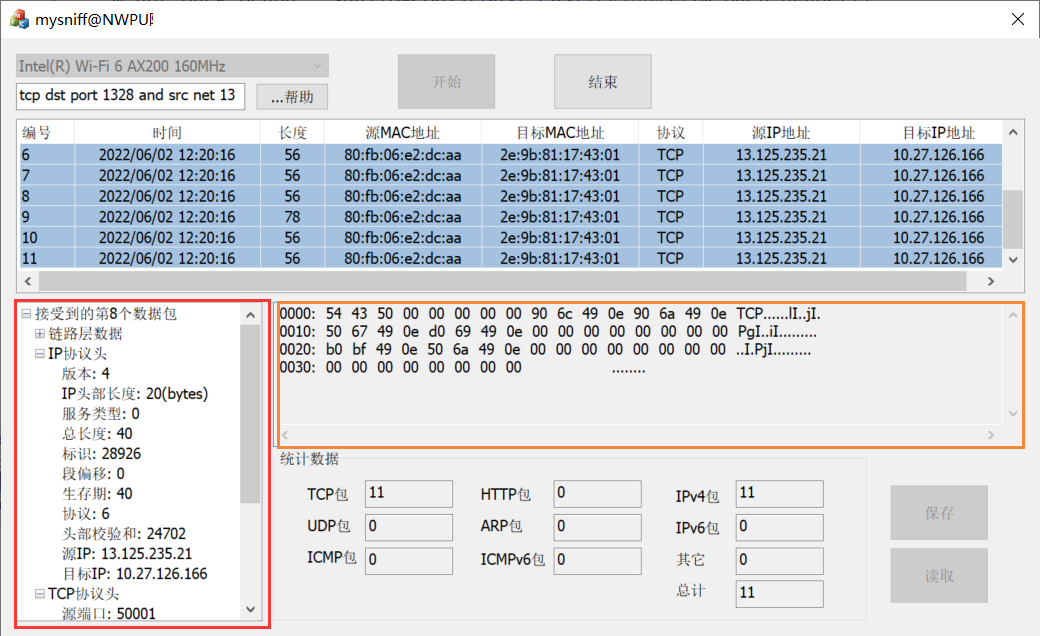 mysniff@NWPU
Intel(R) Wi-Fi 6 AX200 160MHz
开始
结束
tcp dst port 1328 and src net 13
...帮助
编号 时间 长度 源MAC地址 目标MAC地址 协议 源IP地址 目标IP地址
6 2022/06/02 12:20:16 56 80:fb:06:e2:dc:aa 2e:9b:81:17:43:01 TCP 13.125.235.21 10.27.126.166
7 2022/06/02 12:20:16 56 80:fb:06:e2:dc:aa 2e:9b:81:17:43:01 TCP 13.125.235.21 10.27.126.166
8 2022/06/02 12:20:16 56 80:fb:06:e2:dc:aa 2e:9b:81:17:43:01 TCP 13.125.235.21 10.27.126.166
9 2022/06/02 12:20:16 78 80:fb:06:e2:dc:aa 2e:9b:81:17:43:01 TCP 13.125.235.21 10.27.126.166
10 2022/06/02 12:20:16 56 80:fb:06:e2:dc:aa 2e:9b:81:17:43:01 TCP 13.125.235.21 10.27.126.166
11 2022/06/02 12:20:16 56 80:fb:06:e2:dc:aa 2e:9b:81:17:43:01 TCP 13.125.235.21 10.27.126.166
接受到的第8个数据包
链路层数据
IP协议头
版本: 4
IP头部长度: 20(bytes)
服务类型: 0
总长度: 40
标识: 28926
段偏移: 0
生存期: 40
协议: 6
头部校验和: 24702
源IP: 13.125.235.21
目标IP: 10.27.126.166
TCP协议头
源端口: 50001
0000: 54 43 50 00 00 00 00 00 90 6c 49 0e 90 6a 49 0e TCP......lI..jI.
0010: 50 67 49 0e d0 69 49 0e 00 00 00 00 00 00 00 00 PgI..iI.........
0020: b0 bf 49 0e 50 6a 49 0e 00 00 00 00 00 00 00 00 ..I.PjI.........
0030: 00 00 00 00 00 00 00 00 ........
统计数据
TCP包 11 HTTP包 0 IPv4包 11
UDP包 0 ARP包 0 IPv6包 0
ICMP包 0 ICMPv6包 0 其它 0
总计 11
保存
读取